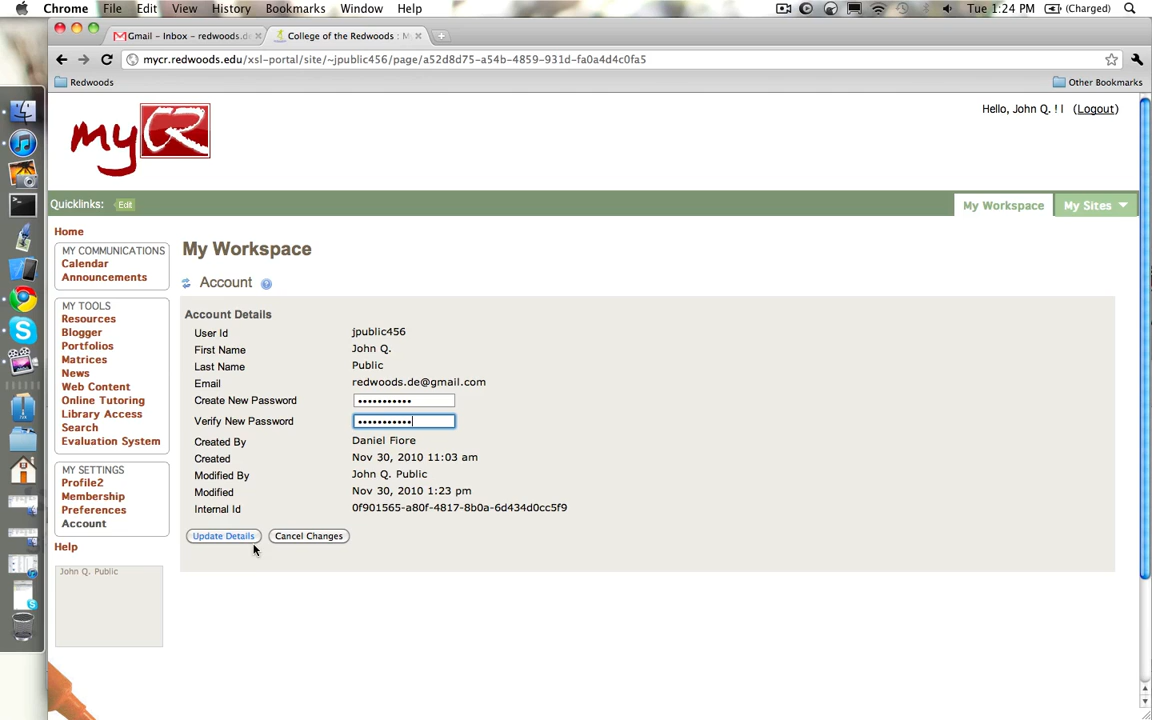 Chrome File Edit View History Bookmarks Window Help Tue 1:24 PM (Charged)
Gmail - Inbox - redwoods.de College of the Redwoods : M
mycr.redwoods.edu/xsl-portal/site/~jpublic456/page/a52d8d75-a54b-4859-931d-fa0a4d4c0fa5
Redwoods Other Bookmarks
Hello, John Q. ! | (Logout)
my CR
Quicklinks: Edit My Workspace My Sites
Home
MY COMMUNICATIONS
Calendar
Announcements
MY TOOLS
Resources
Blogger
Portfolios
Matrices
News
Web Content
Online Tutoring
Library Access
Search
Evaluation System
MY SETTINGS
Profile2
Membership
Preferences
Account
Help
John Q. Public
My Workspace
Account
Account Details
User Id jpublic456
First Name John Q.
Last Name Public
Email redwoods.de@gmail.com
Create New Password •••••••••••
Verify New Password •••••••••••
Created By Daniel Fiore
Created Nov 30, 2010 11:03 am
Modified By John Q. Public
Modified Nov 30, 2010 1:23 pm
Internal Id 0f901565-a80f-4817-8b0a-6d434d0cc5f9
Update Details Cancel Changes